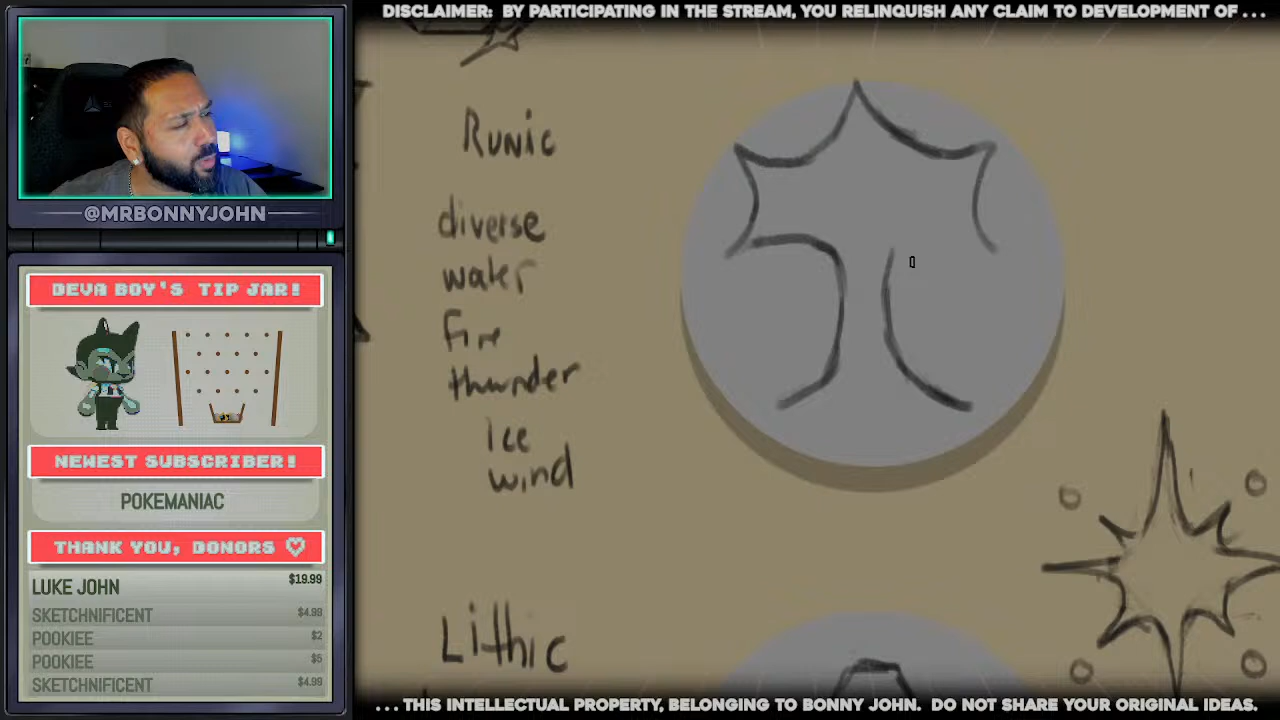 DISCLAIMER: BY PARTICIPATING IN THE STREAM, YOU RELINQUISH ANY CLAIM TO DEVELOPMENT OF . . .
@MRBONNYJOHN
DEVA BOY'S TIP JAR!
NEWEST SUBSCRIBER!
POKEMANIAC
THANK YOU, DONORS ♡
LUKE JOHN $19.99
SKETCHNIFICENT $4.99
POOKIEE $2
POOKIEE $5
SKETCHNIFICENT $4.99
Runic
diverse
water
fire
thunder
Ice
wind
Lithic
. . . THIS INTELLECTUAL PROPERTY, BELONGING TO BONNY JOHN. DO NOT SHARE YOUR ORIGINAL IDEAS.